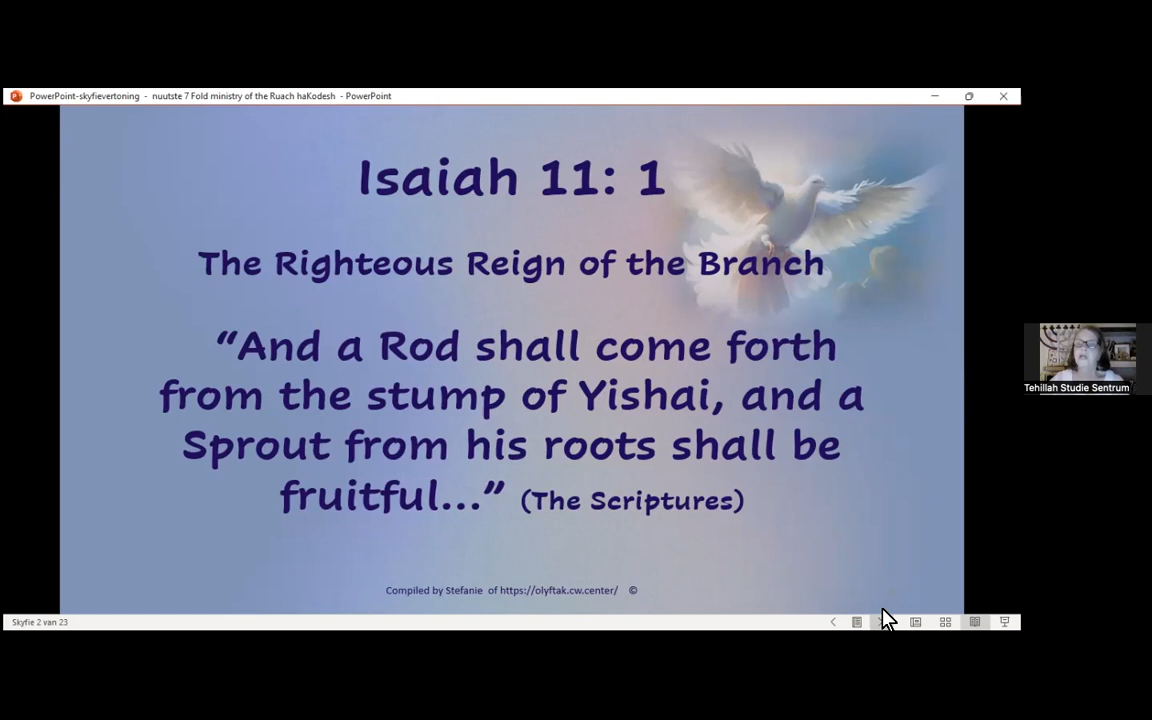 PowerPoint-skyfievertoning - nuutste 7 Fold ministry of the Ruach haKodesh - PowerPoint
Isaiah 11: 1
The Righteous Reign of the Branch
“And a Rod shall come forth
from the stump of Yishai, and a
Sprout from his roots shall be
fruitful...” (The Scriptures)
Tehillah Studie Sentrum
Compiled by Stefanie of https://olyftak.cw.center/ ©
Skyfie 2 van 23